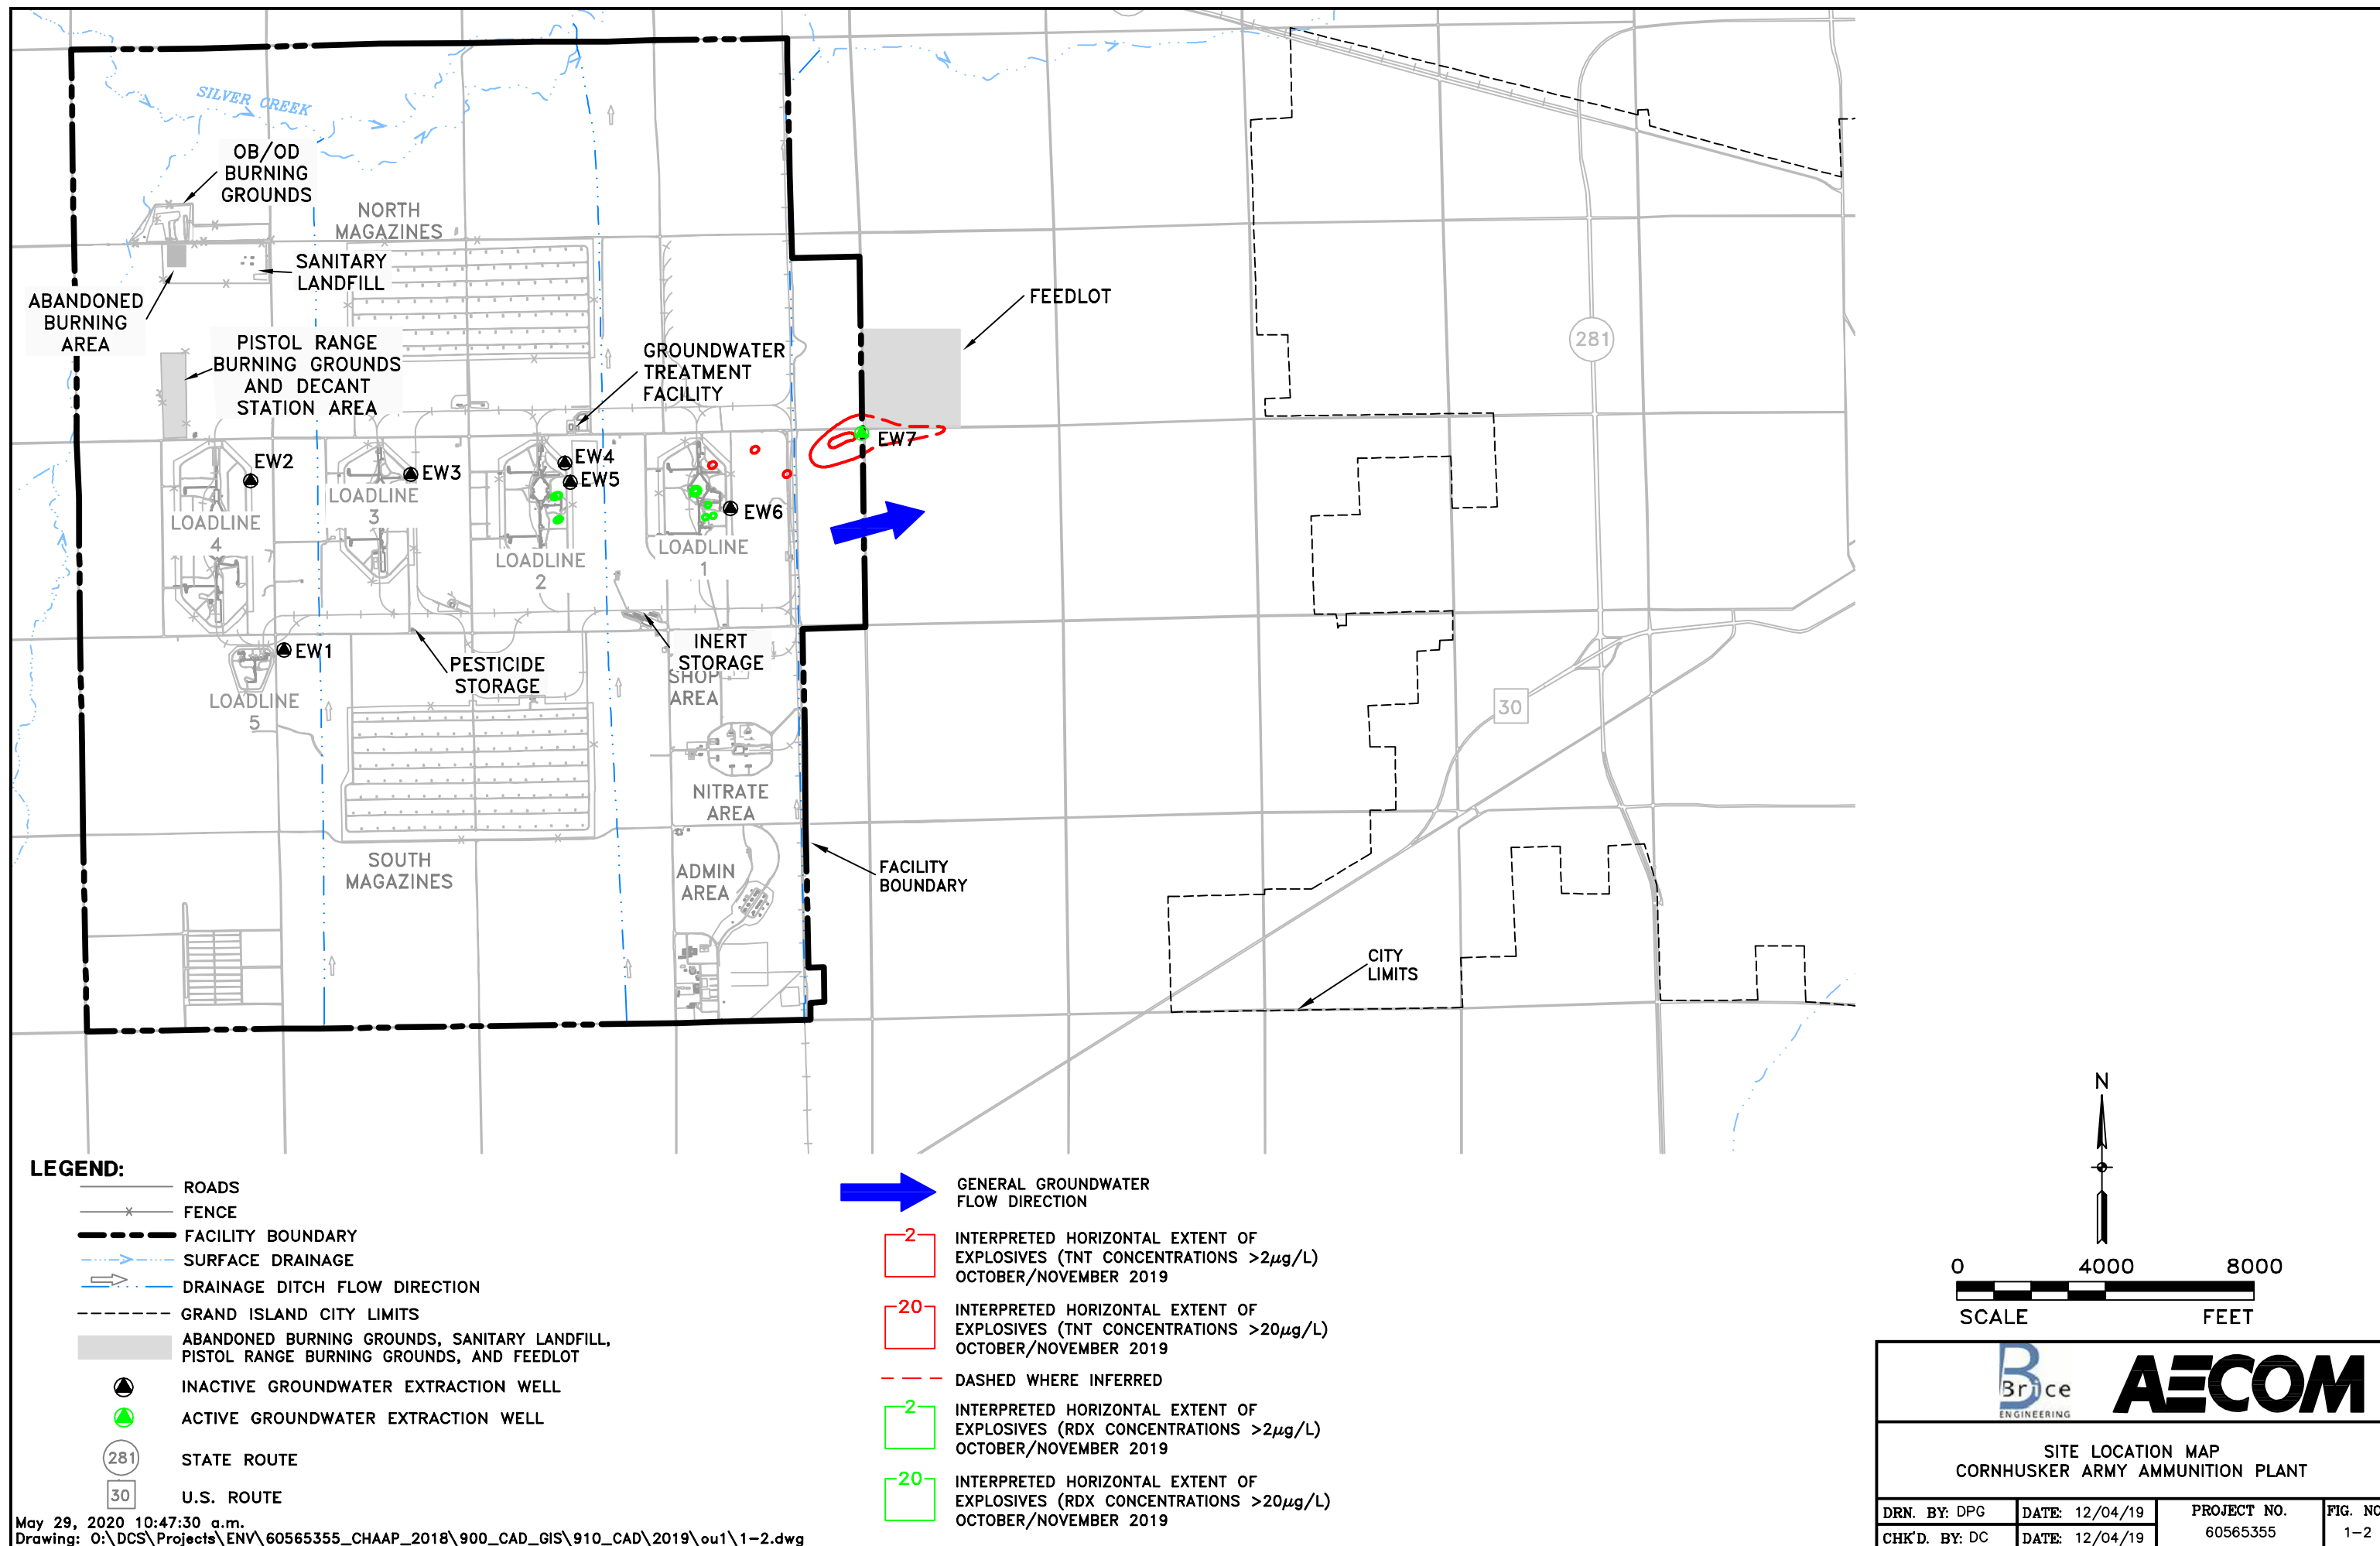 SILVER CREEK
OB/OD
BURNING
GROUNDS
NORTH
MAGAZINES
SANITARY
LANDFILL
ABANDONED
BURNING
AREA
PISTOL RANGE
BURNING GROUNDS
AND DECANT
STATION AREA
GROUNDWATER
TREATMENT
FACILITY
FEEDLOT
281
EW7
EW2
EW3
EW4
EW5
EW6
LOADLINE
4
LOADLINE
3
LOADLINE
2
LOADLINE
1
EW1
LOADLINE
5
PESTICIDE
STORAGE
INERT
STORAGE
SHOP
AREA
30
NITRATE
AREA
SOUTH
MAGAZINES
ADMIN
AREA
FACILITY
BOUNDARY
CITY
LIMITS
LEGEND:
ROADS
FENCE
FACILITY BOUNDARY
SURFACE DRAINAGE
DRAINAGE DITCH FLOW DIRECTION
GRAND ISLAND CITY LIMITS
ABANDONED BURNING GROUNDS, SANITARY LANDFILL,
PISTOL RANGE BURNING GROUNDS, AND FEEDLOT
INACTIVE GROUNDWATER EXTRACTION WELL
ACTIVE GROUNDWATER EXTRACTION WELL
281
STATE ROUTE
30
U.S. ROUTE
GENERAL GROUNDWATER
FLOW DIRECTION
2
INTERPRETED HORIZONTAL EXTENT OF
EXPLOSIVES (TNT CONCENTRATIONS >2µg/L)
OCTOBER/NOVEMBER 2019
20
INTERPRETED HORIZONTAL EXTENT OF
EXPLOSIVES (TNT CONCENTRATIONS >20µg/L)
OCTOBER/NOVEMBER 2019
DASHED WHERE INFERRED
2
INTERPRETED HORIZONTAL EXTENT OF
EXPLOSIVES (RDX CONCENTRATIONS >2µg/L)
OCTOBER/NOVEMBER 2019
20
INTERPRETED HORIZONTAL EXTENT OF
EXPLOSIVES (RDX CONCENTRATIONS >20µg/L)
OCTOBER/NOVEMBER 2019
N
0 4000 8000
SCALE FEET
Brice
ENGINEERING
AECOM
SITE LOCATION MAP
CORNHUSKER ARMY AMMUNITION PLANT
DRN. BY: DPG DATE: 12/04/19 PROJECT NO. FIG. NO
CHK'D. BY: DC DATE: 12/04/19 60565355 1-2
May 29, 2020 10:47:30 a.m.
Drawing: O:\DCS\Projects\ENV\60565355_CHAAP_2018\900_CAD_GIS\910_CAD\2019\ou1\1-2.dwg